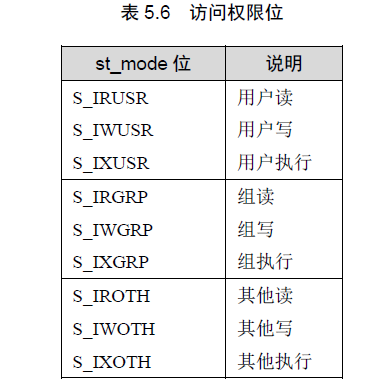 表 5.6 访问权限位
st_mode 位 说明
S_IRUSR 用户读
S_IWUSR 用户写
S_IXUSR 用户执行
S_IRGRP 组读
S_IWGRP 组写
S_IXGRP 组执行
S_IROTH 其他读
S_IWOTH 其他写
S_IXOTH 其他执行